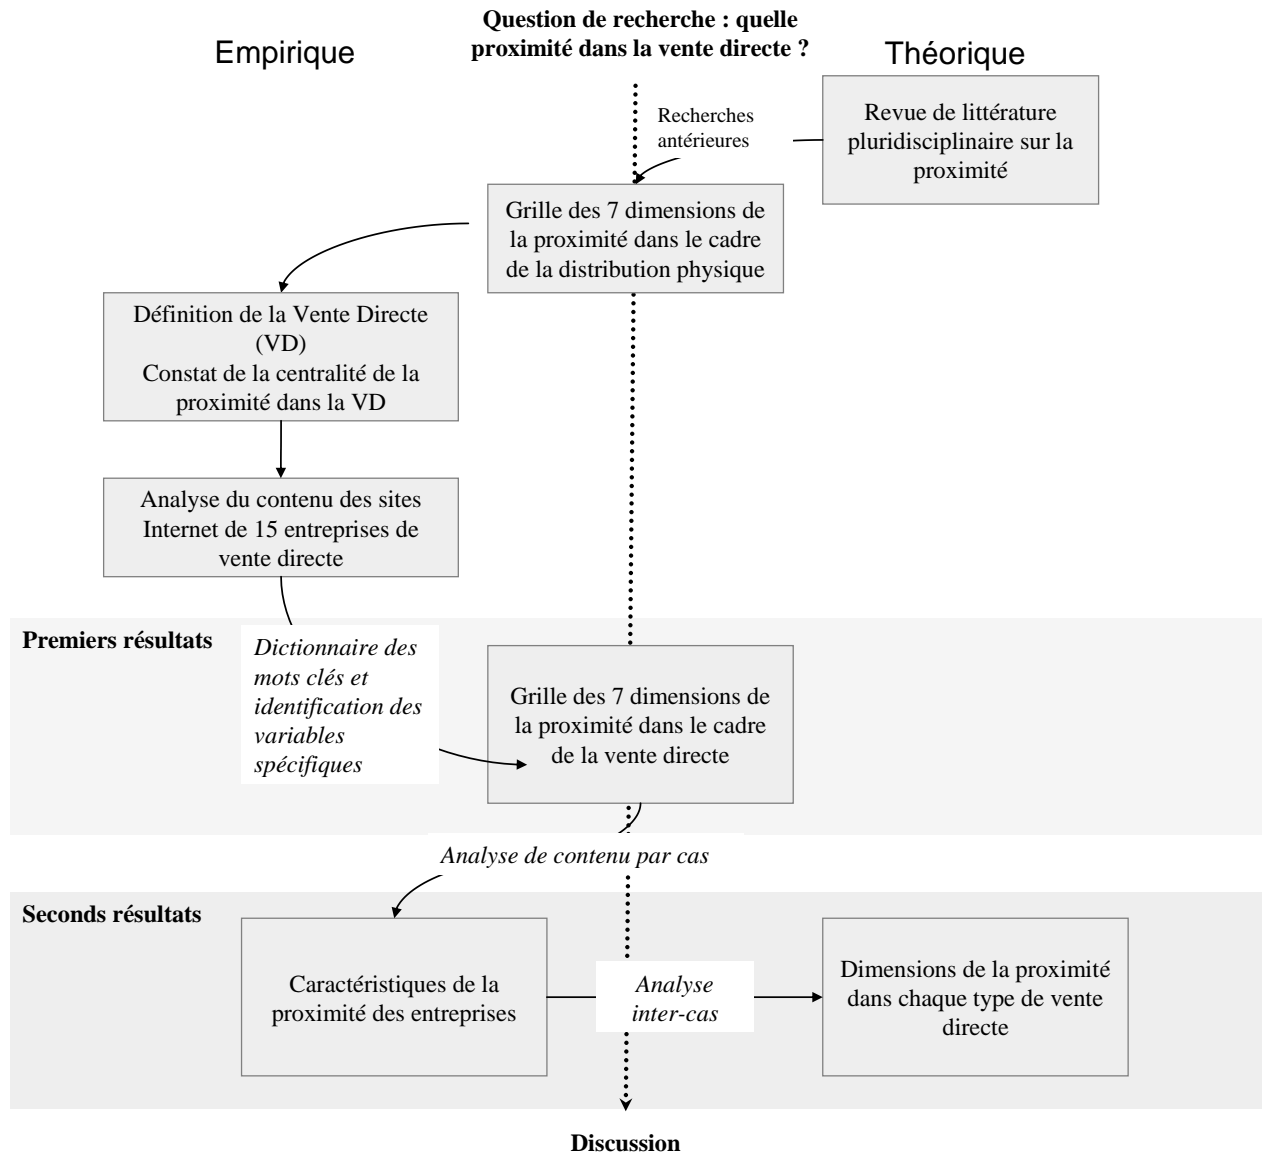 Question de recherche : quelle
proximité dans la vente directe ?
Empirique
Théorique
Recherches
antérieures
Revue de littérature
pluridisciplinaire sur la
proximité
Grille des 7 dimensions de
la proximité dans le cadre
de la distribution physique
Définition de la Vente Directe
(VD)
Constat de la centralité de la
proximité dans la VD
Analyse du contenu des sites
Internet de 15 entreprises de
vente directe
Premiers résultats
Dictionnaire des
mots clés et
identification des
variables
spécifiques
Grille des 7 dimensions de
la proximité dans le cadre
de la vente directe
Analyse de contenu par cas
Seconds résultats
Caractéristiques de la
proximité des entreprises
Analyse
inter-cas
Dimensions de la proximité
dans chaque type de vente
directe
Discussion